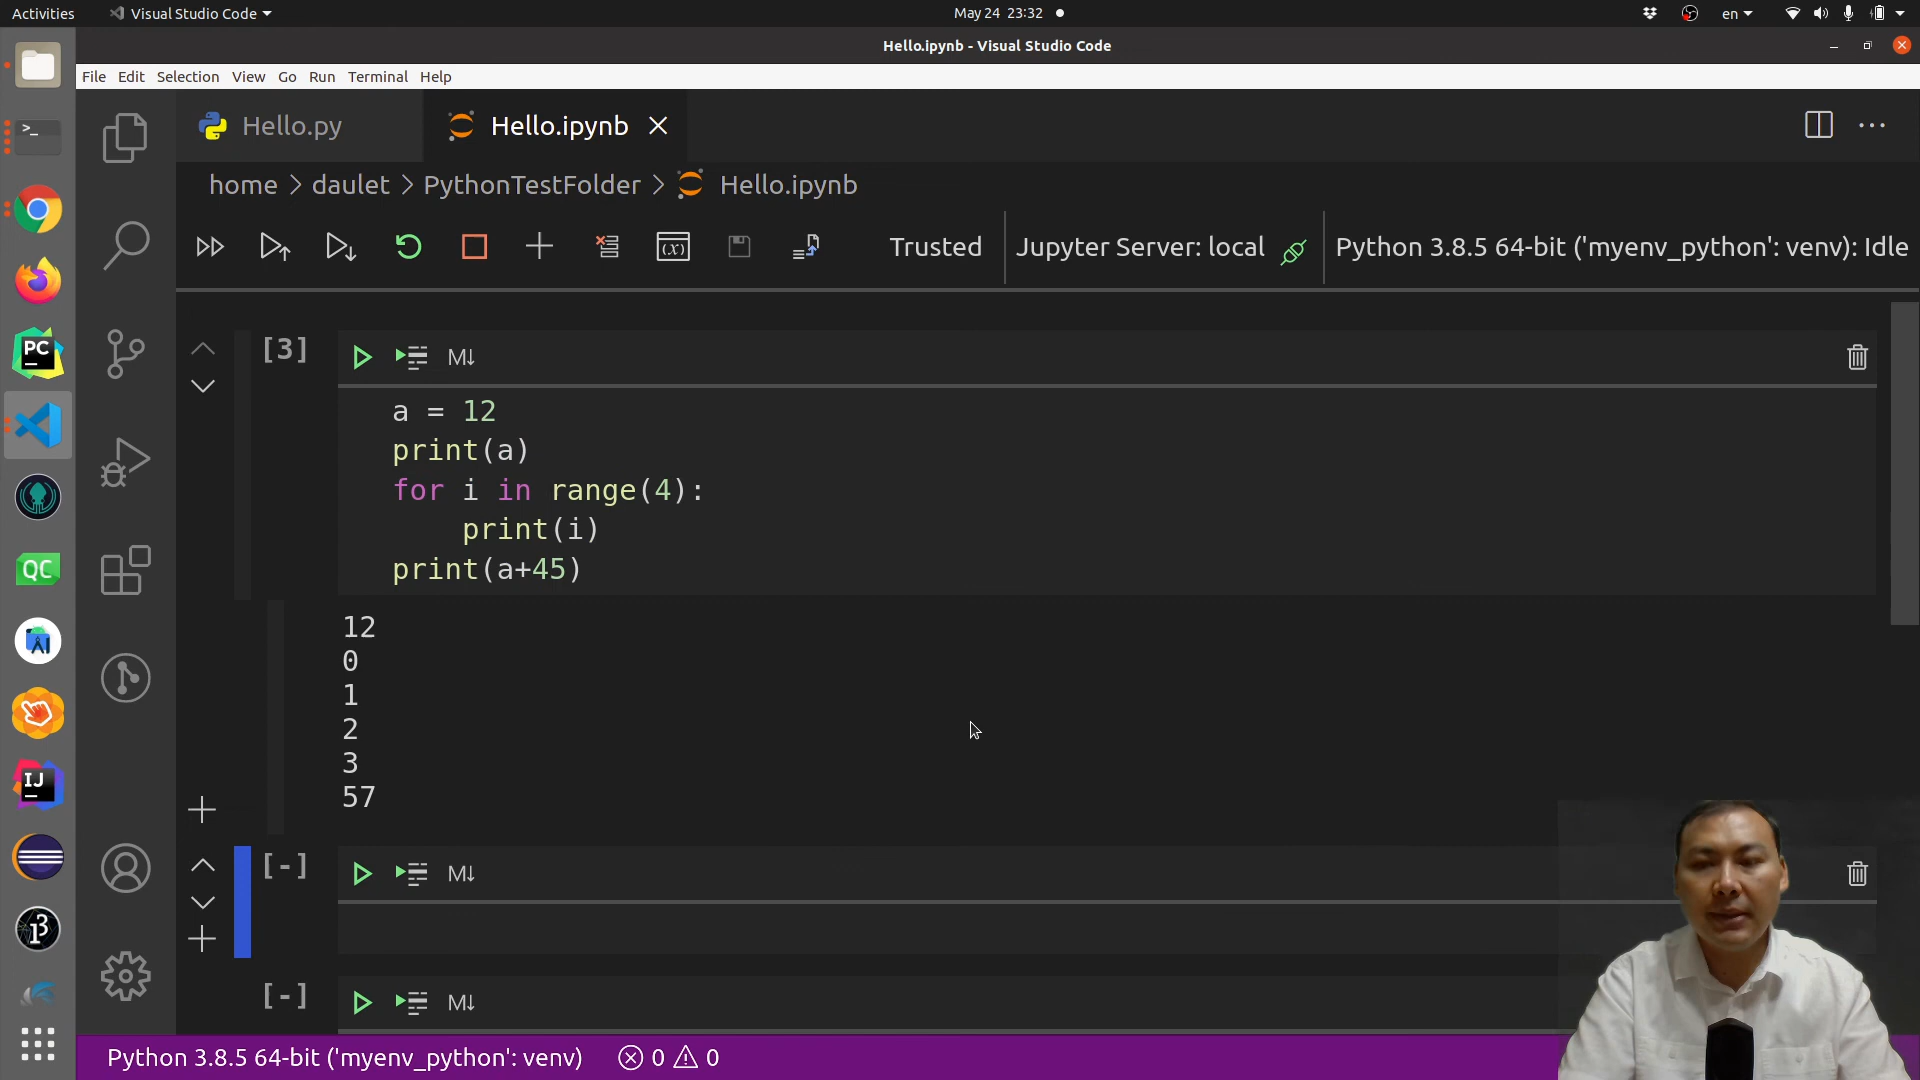 Activities
Visual Studio Code
May 24 23:32
en
Hello.ipynb - Visual Studio Code
File Edit Selection View Go Run Terminal Help
Hello.py
Hello.ipynb
home > daulet > PythonTestFolder > Hello.ipynb
Trusted
Jupyter Server: local
Python 3.8.5 64-bit ('myenv_python': venv): Idle
[3]
M↓
a = 12
print(a)
for i in range(4):
    print(i)
print(a+45)
12
0
1
2
3
57
[-]
M↓
[-]
M↓
Python 3.8.5 64-bit ('myenv_python': venv)
0
0
PC
QC
IJ